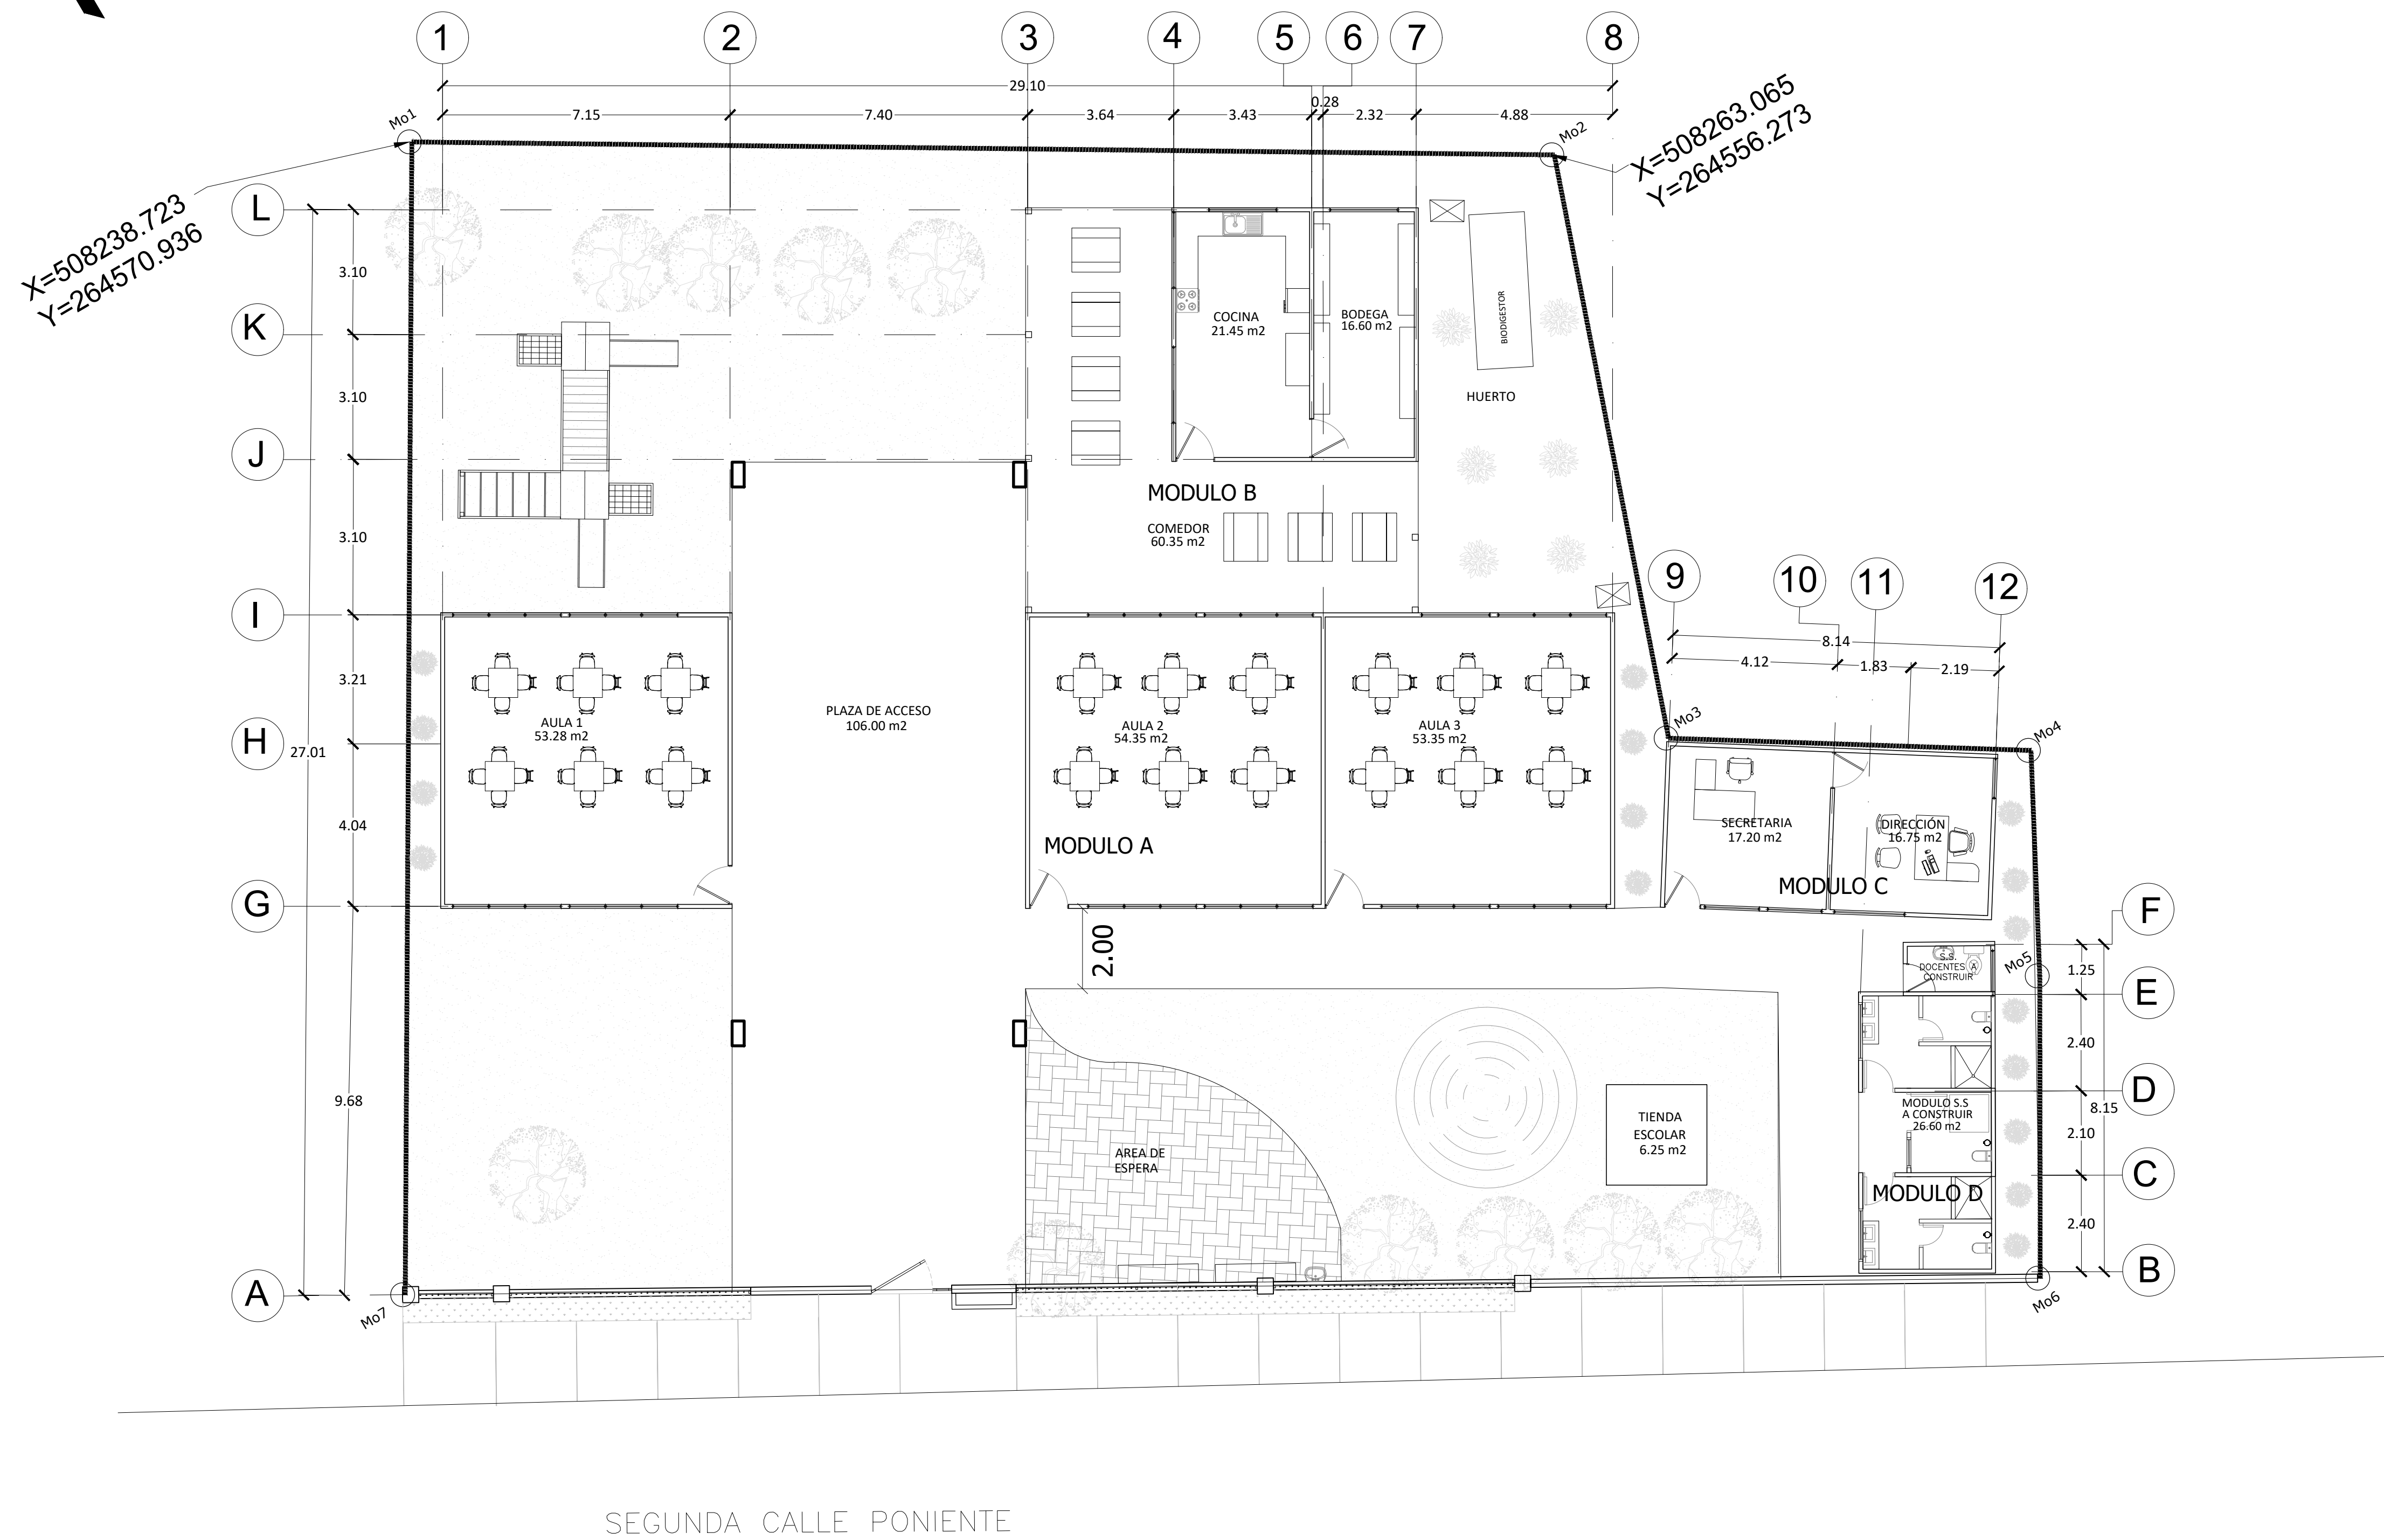 1
2
3
4
5
6
7
8
29.10
7.15
7.40
3.64
3.43
0.28
2.32
4.88
Mo1
Mo2
X=508238.723
Y=264570.936
X=508263.065
Y=264556.273
L
K
J
I
H
G
A
3.10
3.10
3.10
3.21
4.04
27.01
9.68
COCINA
21.45 m2
BODEGA
16.60 m2
BIODIGESTOR
HUERTO
MODULO B
COMEDOR
60.35 m2
9
10
11
12
8.14
4.12
1.83
2.19
Mo3
Mo4
AULA 1
53.28 m2
PLAZA DE ACCESO
106.00 m2
AULA 2
54.35 m2
AULA 3
53.35 m2
MODULO A
SECRETARIA
17.20 m2
DIRECCIÓN
16.75 m2
MODULO C
2.00
F
E
D
C
B
S.S.
DOCENTES A
CONSTRUIR
Mo5
1.25
2.40
2.10
2.40
8.15
MODULO S.S
A CONSTRUIR
26.60 m2
MODULO D
TIENDA
ESCOLAR
6.25 m2
AREA DE
ESPERA
Mo7
Mo6
SEGUNDA CALLE PONIENTE